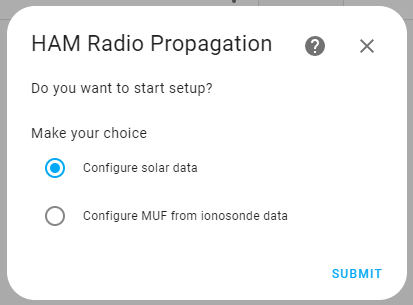 HAM Radio Propagation
Do you want to start setup?
Make your choice
Configure solar data
Configure MUF from ionosonde data
SUBMIT